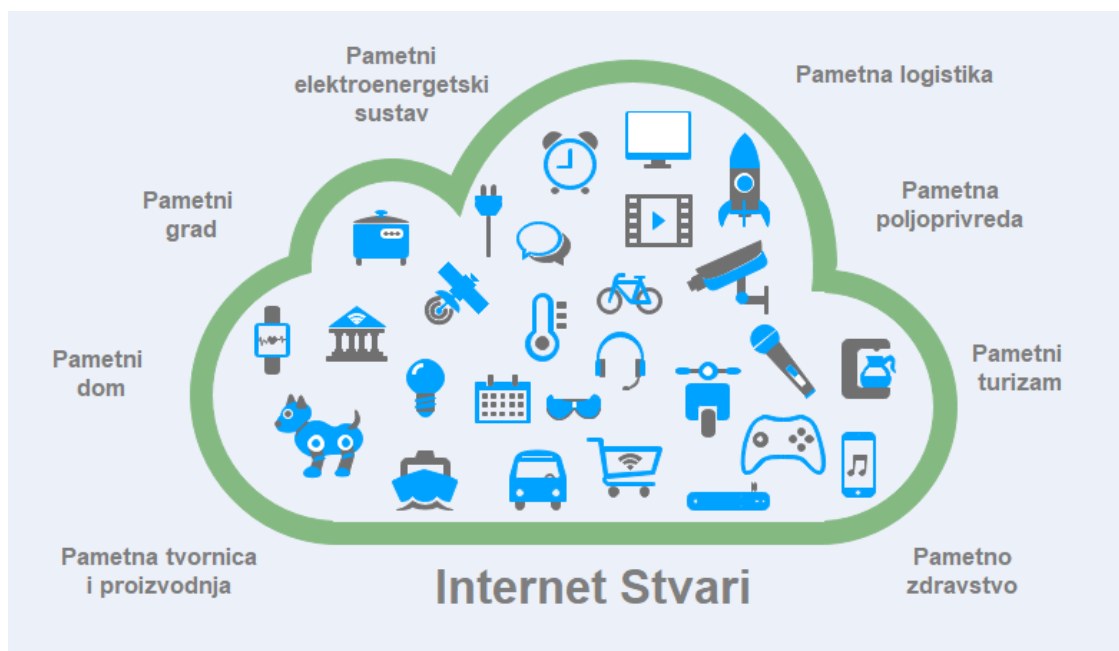 Pametni
elektroenergetski
sustav
Pametna logistika
Pametni
grad
Pametna
poljoprivreda
Pametni
dom
Pametni
turizam
Pametna tvornica
i proizvodnja
Pametno
zdravstvo
Internet Stvari